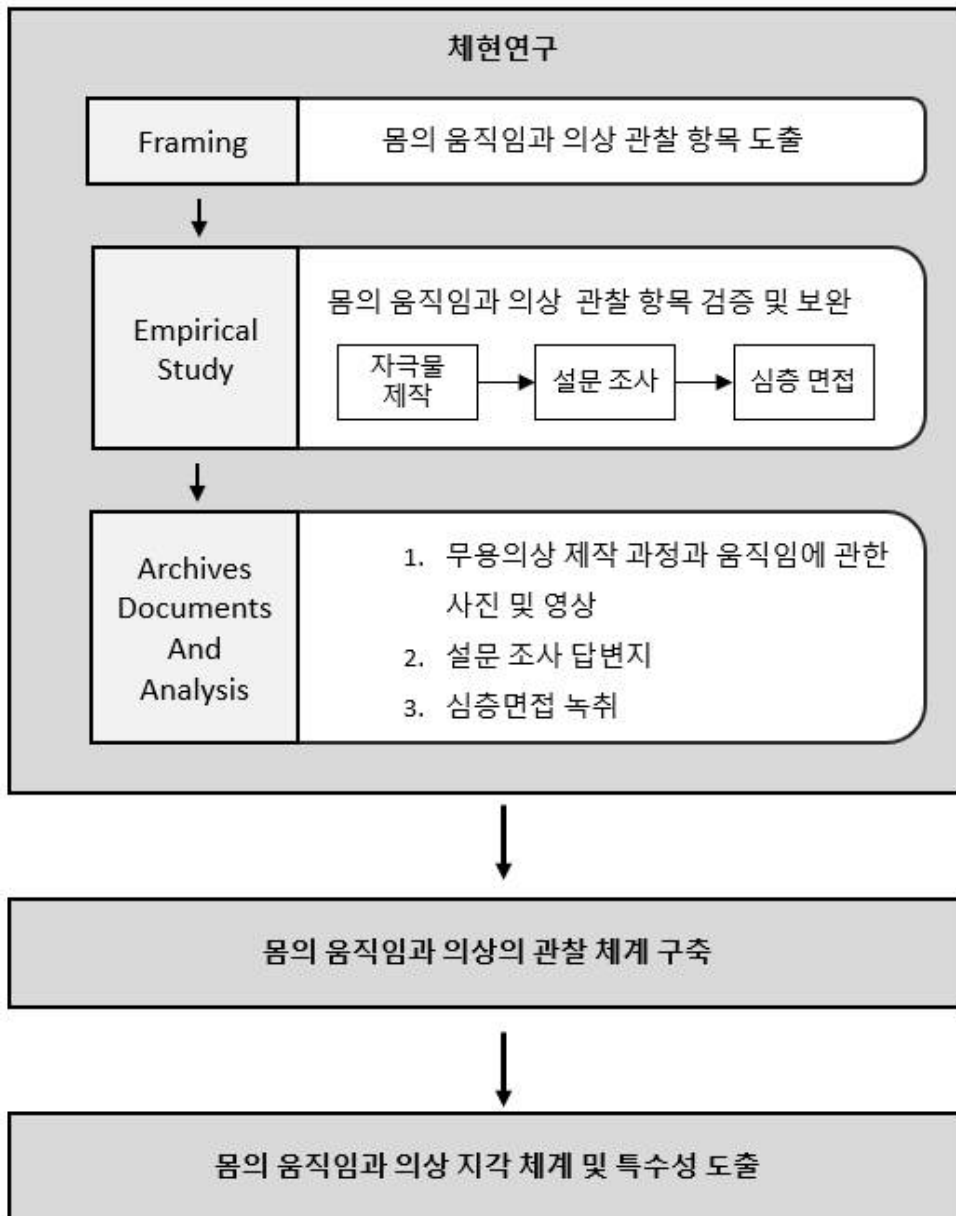 체현연구
Framing
몸의 움직임과 의상 관찰 항목 도출
Empirical
Study
몸의 움직임과 의상 관찰 항목 검증 및 보완
자극물
제작
설문 조사
심층 면접
Archives
Documents
And
Analysis
1. 무용의상 제작 과정과 움직임에 관한
사진 및 영상
2. 설문 조사 답변지
3. 심층면접 녹취
몸의 움직임과 의상의 관찰 체계 구축
몸의 움직임과 의상 지각 체계 및 특수성 도출